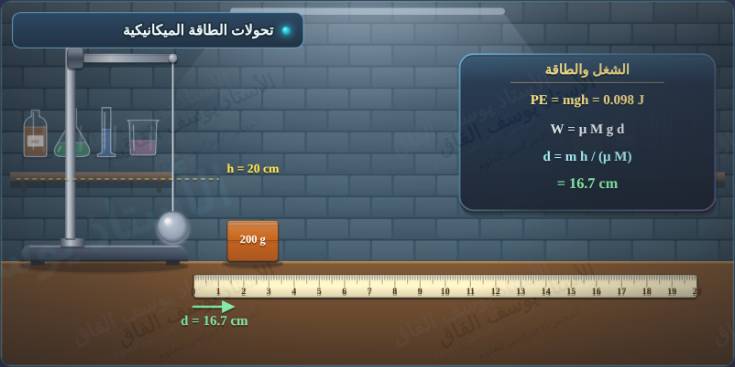 تحولات الطاقة الميكانيكية
الشغل والطاقة
PE = mgh = 0.098 J
W = μ M g d
d = m h / (μ M)
= 16.7 cm
h = 20 cm
200 g
1 2 3 4 5 6 7 8 9 10 11 12 13 14 15 16 17 18 19 20
d = 16.7 cm